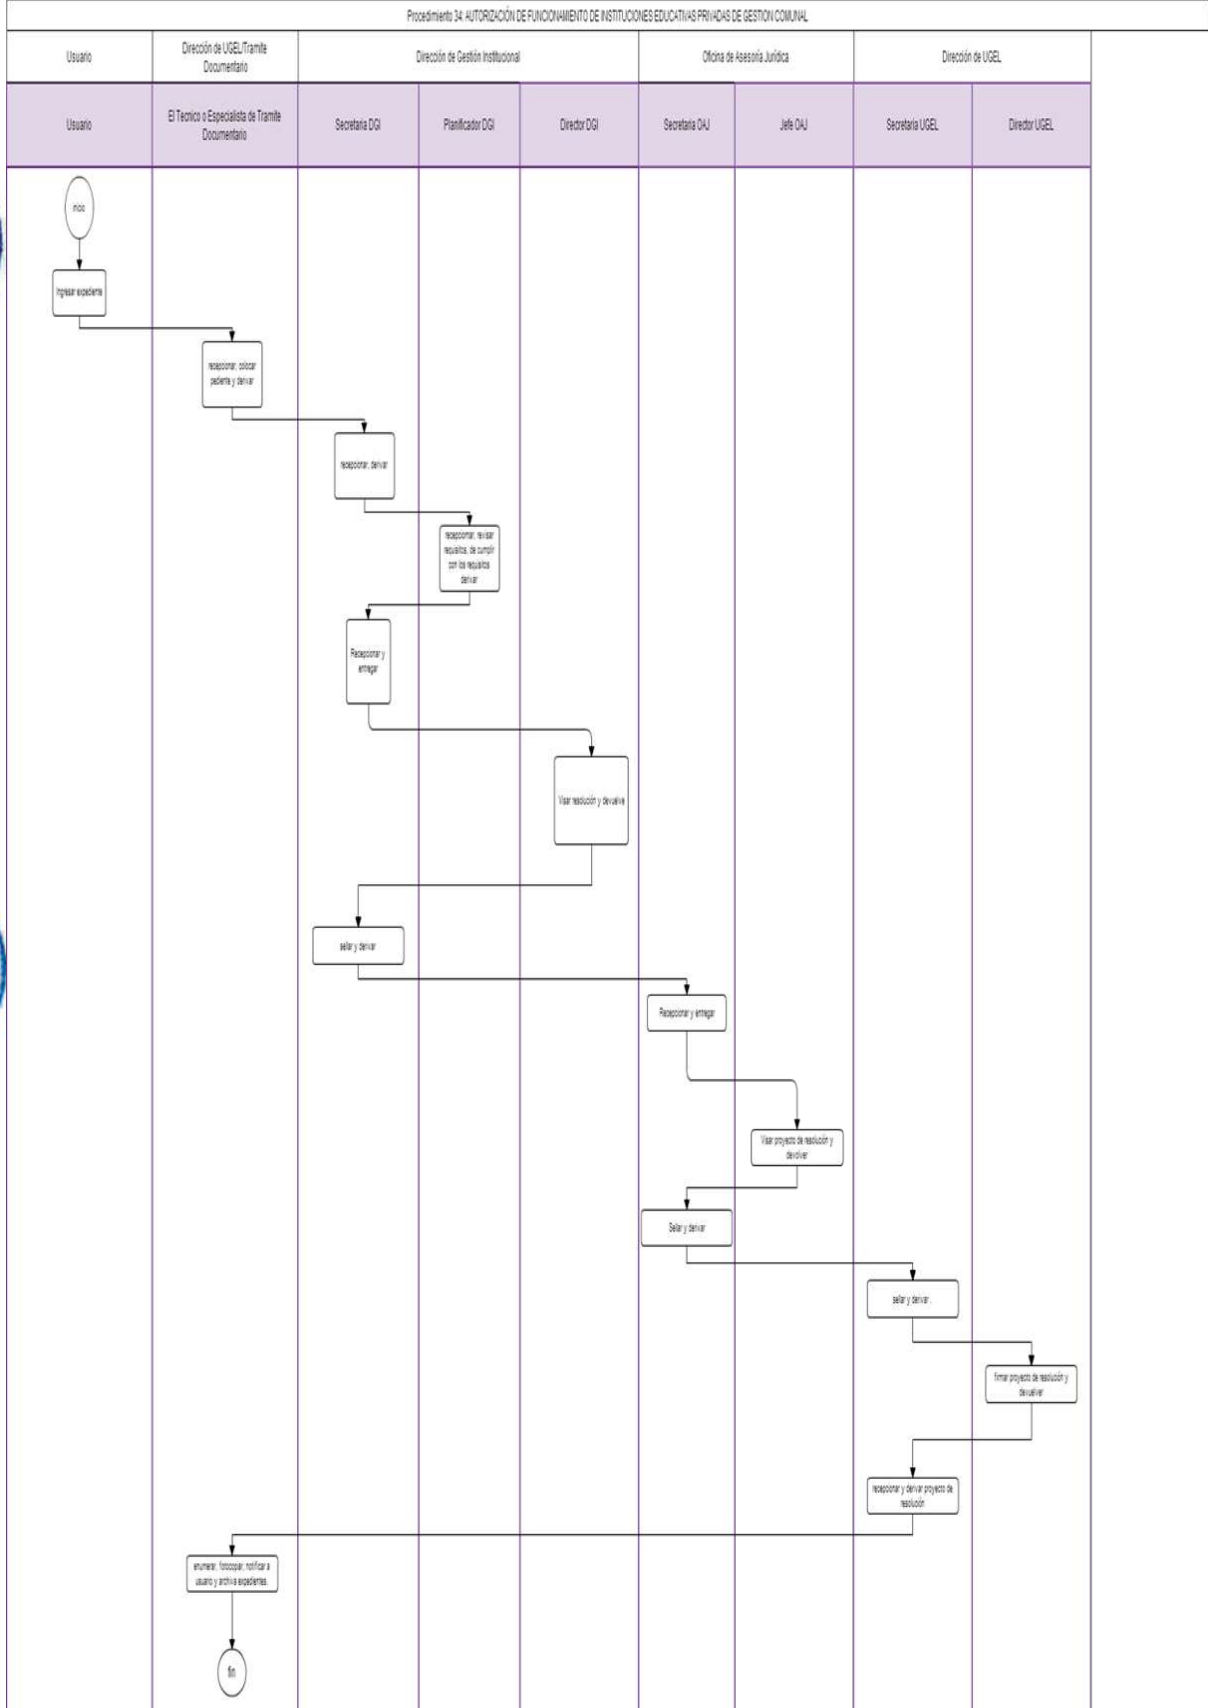 Procedimiento 34: AUTORIZACIÓN DE FUNCIONAMIENTO DE INSTITUCIONES EDUCATIVAS PRIVADAS DE GESTION COMUNAL
Usuario
Dirección de UGEL/Tramite
Documentario
Dirección de Gestión Institucional
Oficina de Asesoría Jurídica
Dirección de UGEL
Usuario
El Tecnico o Especialista de Tramite
Documentario
Secretaria DGI
Planificador DGI
Director DGI
Secretaria OAJ
Jefe OAJ
Secretaria UGEL
Director UGEL
inicio
Ingresar expediente
recepcionar, colocar
pediente y derivar
recepcionar, derivar
recepcionar, revisar
requisitos, de cumplir
con los requisitos
derivar
Recepcionar y
entregar
Visar resolución y devuelve
sellar y derivar
Recepcionar y entregar
Visar proyecto de resolución y
devolver
Sellar y derivar
sellar y derivar .
firmar proyecto de resolución y
devuelver
recepcionar y derivar proyecto de
resolución
enumerar, fotocopiar, notificar a
usuario y archiva expedientes.
fin